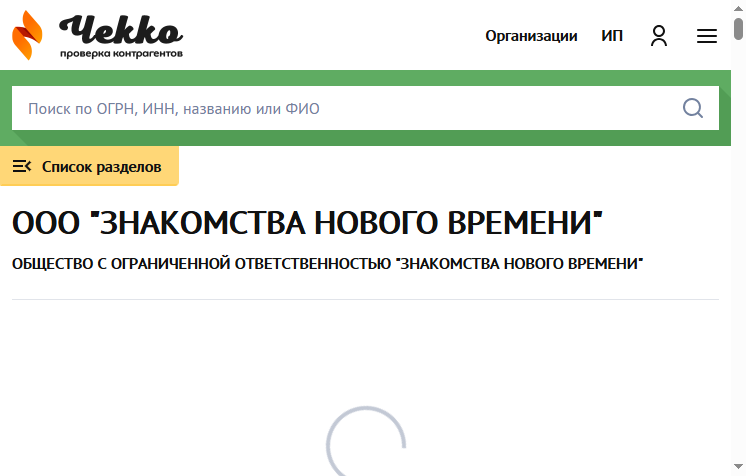 Чекко
проверка контрагентов
Организации ИП
Поиск по ОГРН, ИНН, названию или ФИО
Список разделов
ООО "ЗНАКОМСТВА НОВОГО ВРЕМЕНИ"
ОБЩЕСТВО С ОГРАНИЧЕННОЙ ОТВЕТСТВЕННОСТЬЮ "ЗНАКОМСТВА НОВОГО ВРЕМЕНИ"